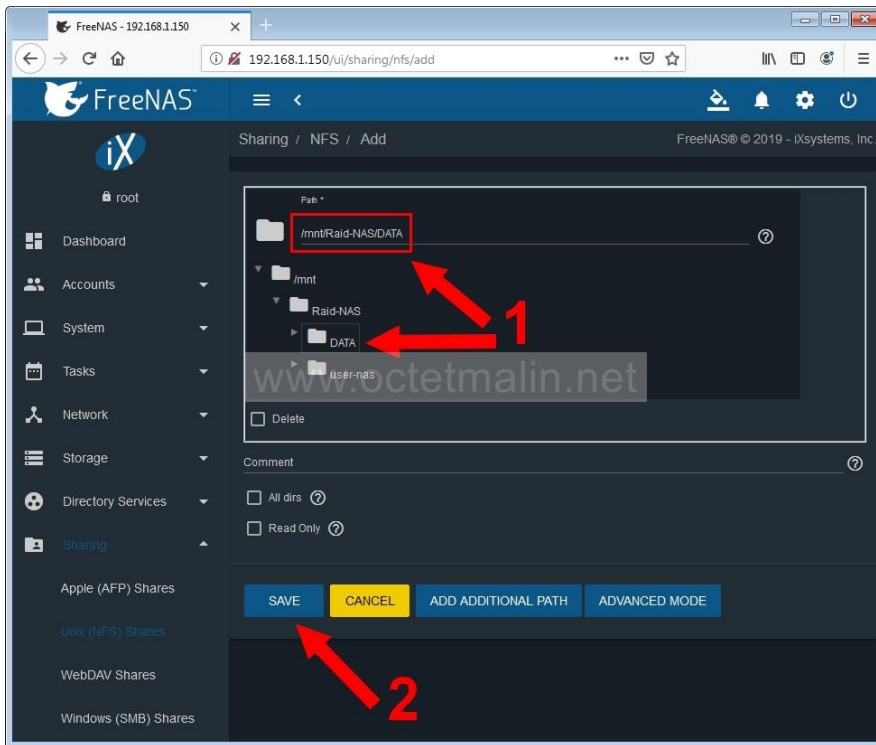 FreeNAS - 192.168.1.150
192.168.1.150/ui/sharing/nfs/add
FreeNAS
Sharing / NFS / Add
FreeNAS® © 2019 - iXsystems, Inc.
iX
root
Dashboard
Accounts
System
Tasks
Network
Storage
Directory Services
Sharing
Apple (AFP) Shares
Unix (NFS) Shares
WebDAV Shares
Windows (SMB) Shares
Path *
/mnt/Raid-NAS/DATA
/mnt
Raid-NAS
1
DATA
user-nas
www.octetmalin.net
Delete
Comment
All dirs
Read Only
SAVE CANCEL ADD ADDITIONAL PATH ADVANCED MODE
2